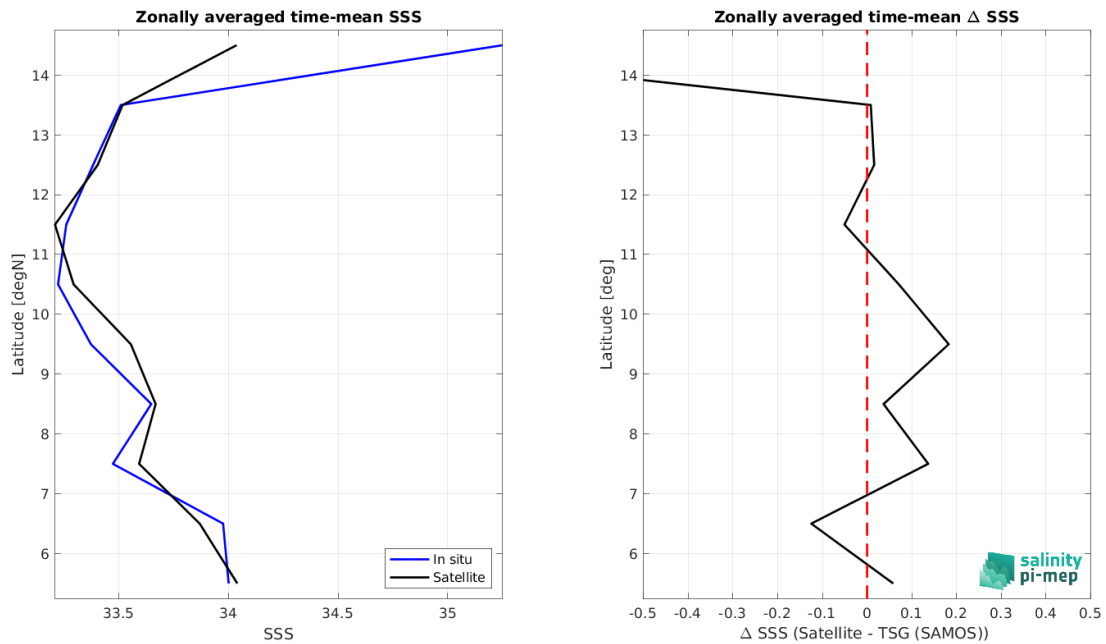 Zonally averaged time-mean SSS
14
13
12
11
10
9
8
7
6
Latitude [degN]
33.5 34 34.5 35
SSS
In situ
Satellite
Zonally averaged time-mean Δ SSS
14
13
12
11
10
9
8
7
6
Latitude [deg]
-0.5 -0.4 -0.3 -0.2 -0.1 0 0.1 0.2 0.3 0.4 0.5
Δ SSS (Satellite - TSG (SAMOS))
salinity
pi-mep